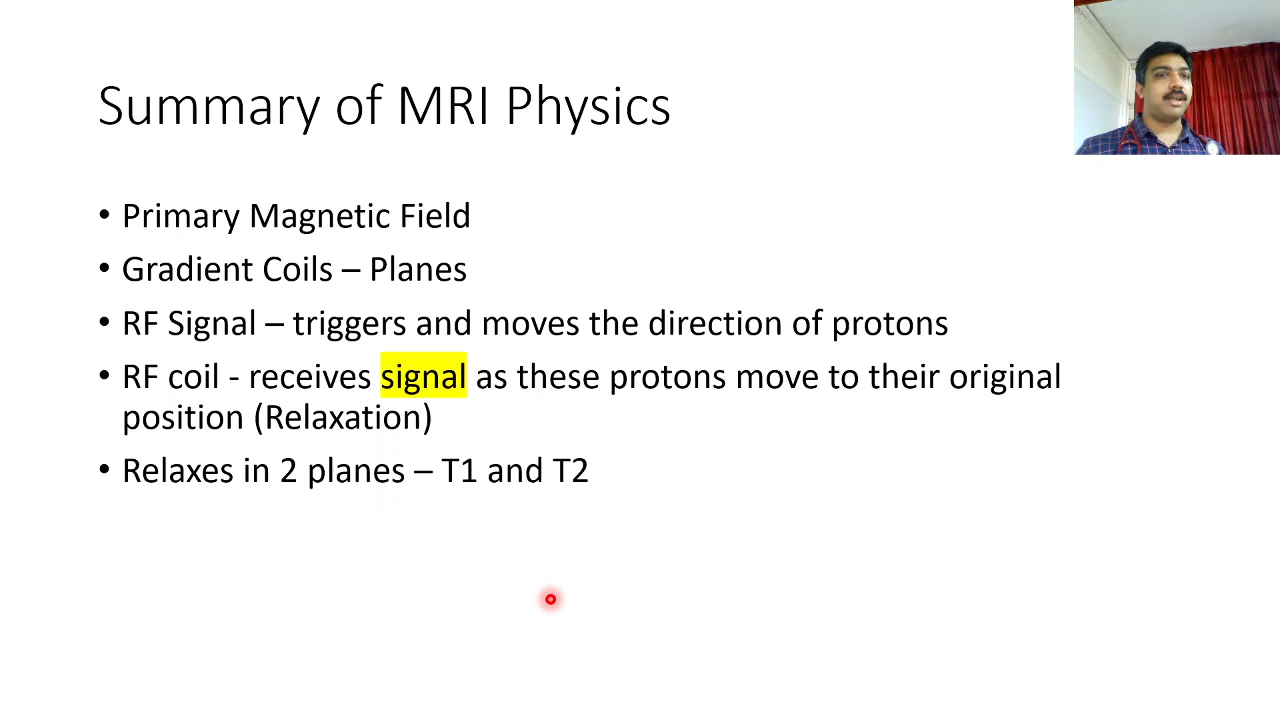 Summary of MRI Physics
• Primary Magnetic Field
• Gradient Coils – Planes
• RF Signal – triggers and moves the direction of protons
• RF coil - receives signal as these protons move to their original
position (Relaxation)
• Relaxes in 2 planes – T1 and T2